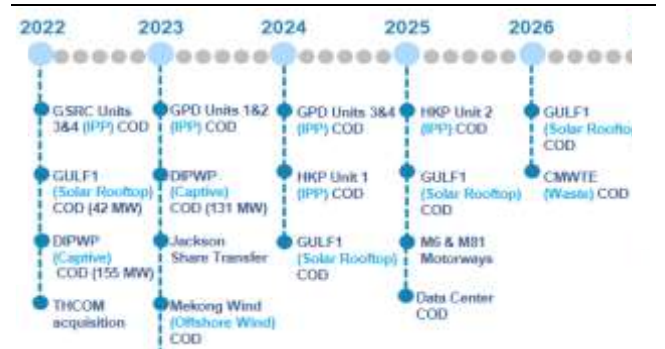 2022 2023 2024 2025 2026
GSRC Units
3&4 (IPP) COD
GULF1
(Solar Rooftop)
COD (42 MW)
DIPWP
(Captive)
COD (155 MW)
THCOM
acquisition
GPD Units 1&2
(IPP) COD
DIPWP
(Captive)
COD (131 MW)
Jackson
Share Transfer
Mekong Wind
(Offshore Wind)
COD
GPD Units 3&4
(IPP) COD
HKP Unit 1
(IPP) COD
GULF1
(Solar Rooftop)
COD
HKP Unit 2
(IPP) COD
GULF1
(Solar Rooftop)
COD
M6 & M81
Motorways
Data Center
COD
GULF1
(Solar Roofto
COD
CMWTE
(Waste) COD